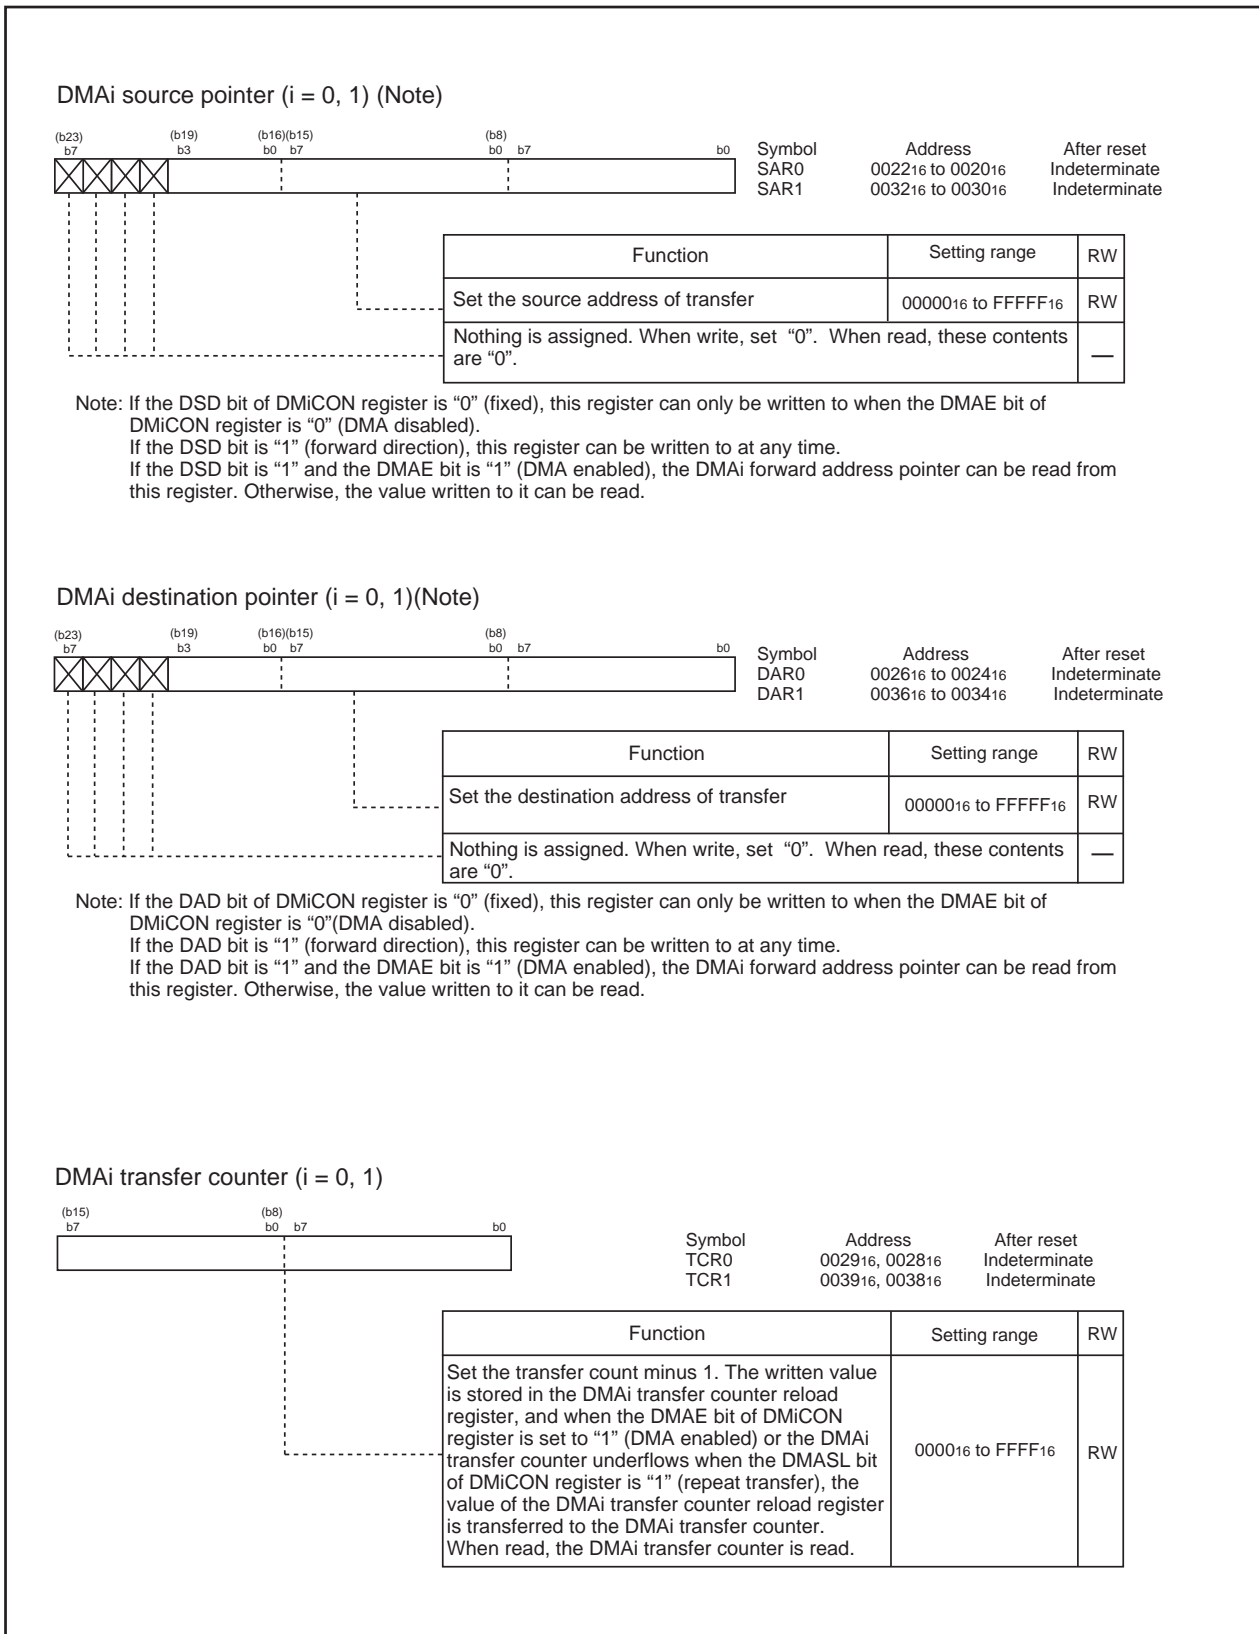 DMAi source pointer (i = 0, 1) (Note)
(b23) (b19) (b16)(b15) (b8)
b7 b3 b0 b7 b0 b7 b0
Symbol Address After reset
SAR0 002216 to 002016 Indeterminate
SAR1 003216 to 003016 Indeterminate
Function Setting range RW
Set the source address of transfer 0000016 to FFFFF16 RW
Nothing is assigned. When write, set “0”. When read, these contents
are “0”. —
Note: If the DSD bit of DMiCON register is “0” (fixed), this register can only be written to when the DMAE bit of
DMiCON register is “0” (DMA disabled).
If the DSD bit is “1” (forward direction), this register can be written to at any time.
If the DSD bit is “1” and the DMAE bit is “1” (DMA enabled), the DMAi forward address pointer can be read from
this register. Otherwise, the value written to it can be read.
DMAi destination pointer (i = 0, 1)(Note)
(b23) (b19) (b16)(b15) (b8)
b7 b3 b0 b7 b0 b7 b0
Symbol Address After reset
DAR0 002616 to 002416 Indeterminate
DAR1 003616 to 003416 Indeterminate
Function Setting range RW
Set the destination address of transfer 0000016 to FFFFF16 RW
Nothing is assigned. When write, set “0”. When read, these contents
are “0”. —
Note: If the DAD bit of DMiCON register is “0” (fixed), this register can only be written to when the DMAE bit of
DMiCON register is “0”(DMA disabled).
If the DAD bit is “1” (forward direction), this register can be written to at any time.
If the DAD bit is “1” and the DMAE bit is “1” (DMA enabled), the DMAi forward address pointer can be read from
this register. Otherwise, the value written to it can be read.
DMAi transfer counter (i = 0, 1)
(b15) (b8)
b7 b0 b7 b0
Symbol Address After reset
TCR0 002916, 002816 Indeterminate
TCR1 003916, 003816 Indeterminate
Function Setting range RW
Set the transfer count minus 1. The written value
is stored in the DMAi transfer counter reload
register, and when the DMAE bit of DMiCON
register is set to “1” (DMA enabled) or the DMAi
transfer counter underflows when the DMASL bit
of DMiCON register is “1” (repeat transfer), the
value of the DMAi transfer counter reload register
is transferred to the DMAi transfer counter.
When read, the DMAi transfer counter is read.
000016 to FFFF16 RW